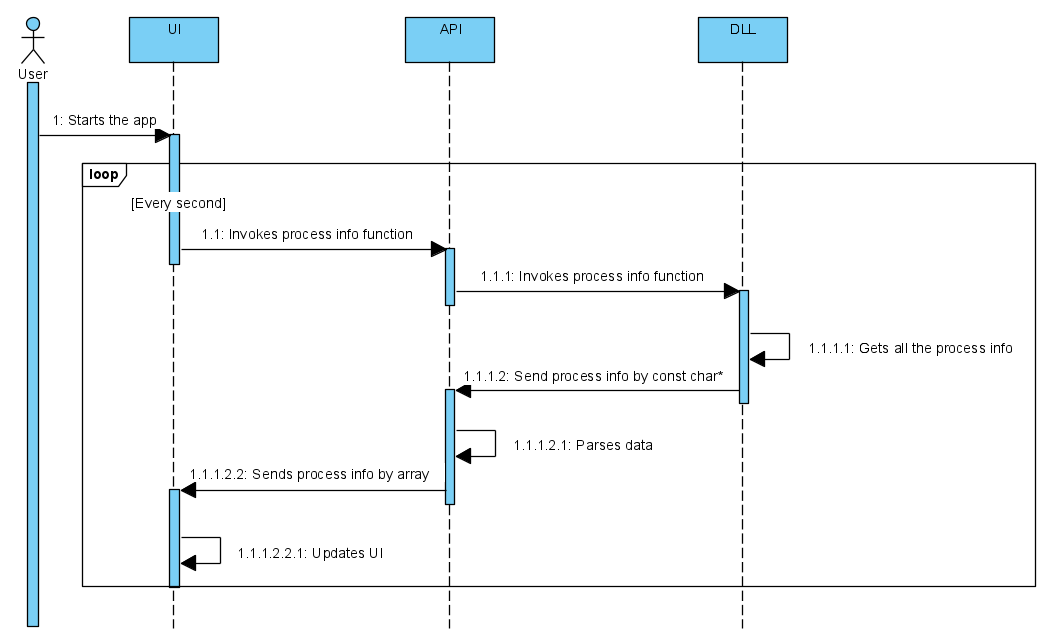 UI
API
DLL
User
1: Starts the app
loop
[Every second]
1.1: Invokes process info function
1.1.1: Invokes process info function
1.1.1.1: Gets all the process info
1.1.1.2: Send process info by const char*
1.1.1.2.1: Parses data
1.1.1.2.2: Sends process info by array
1.1.1.2.2.1: Updates UI